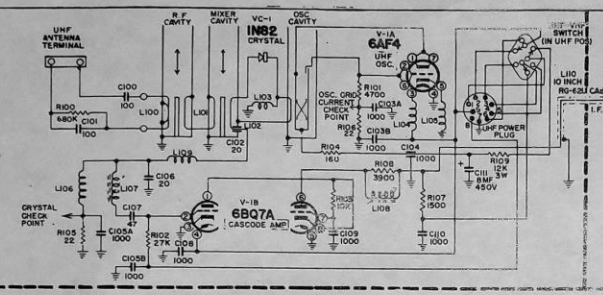 UHF
ANTENNA
TERMINAL
R.F
CAVITY
MIXER
CAVITY
VC-1
1N82
CRYSTAL
OSC
CAVITY
V-1A
6AF4
UHF
OSC.
SWITCH
(IN UHF POS)
L110
10 INCH
RG-62U
I.F.
C100
100
R100
680K
C101
100
L100
L101
L102
L103
C102
20
OSC. GRID
CURRENT
CHECK
POINT
R101
4700
C103A
1000
R106
22
C103B
1000
L104
L105
UHF POWER
PLUG
R104
160
R108
3900
C104
1000
L108
R107
1500
C111
8MF
450V
R109
12K
3W
L109
L106
L107
C106
20
C107
47
CRYSTAL
CHECK
POINT
R105
22
C105A
1000
R102
27K
C108
1000
C105B
1000
V-1B
6BQ7A
CASCODE AMP
10K
C109
1000
C110
1000